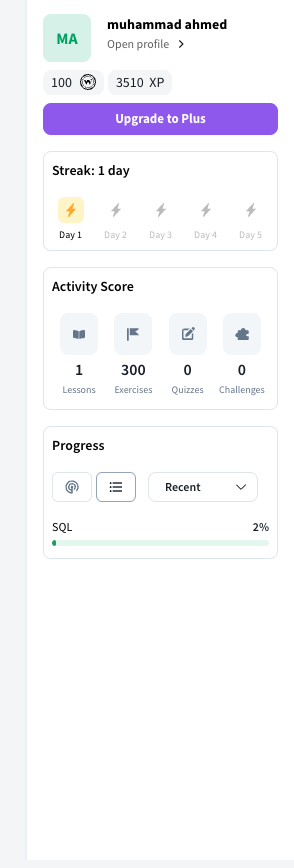 MA
muhammad ahmed
Open profile
100
3510 XP
Upgrade to Plus
Streak: 1 day
Day 1 Day 2 Day 3 Day 4 Day 5
Activity Score
1 300 0 0
Lessons Exercises Quizzes Challenges
Progress
Recent
SQL 2%